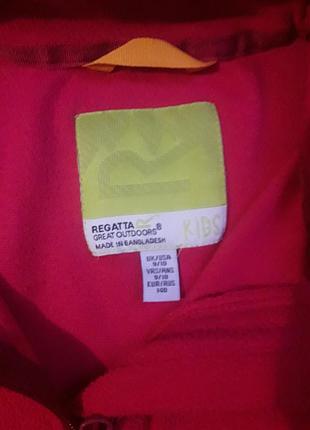 REGATTA®
GREAT OUTDOORS
MADE IN BANGLADESH
KIDS
UK/USA
9/10
YRS/ANS
9/10
EUR/RUS
140